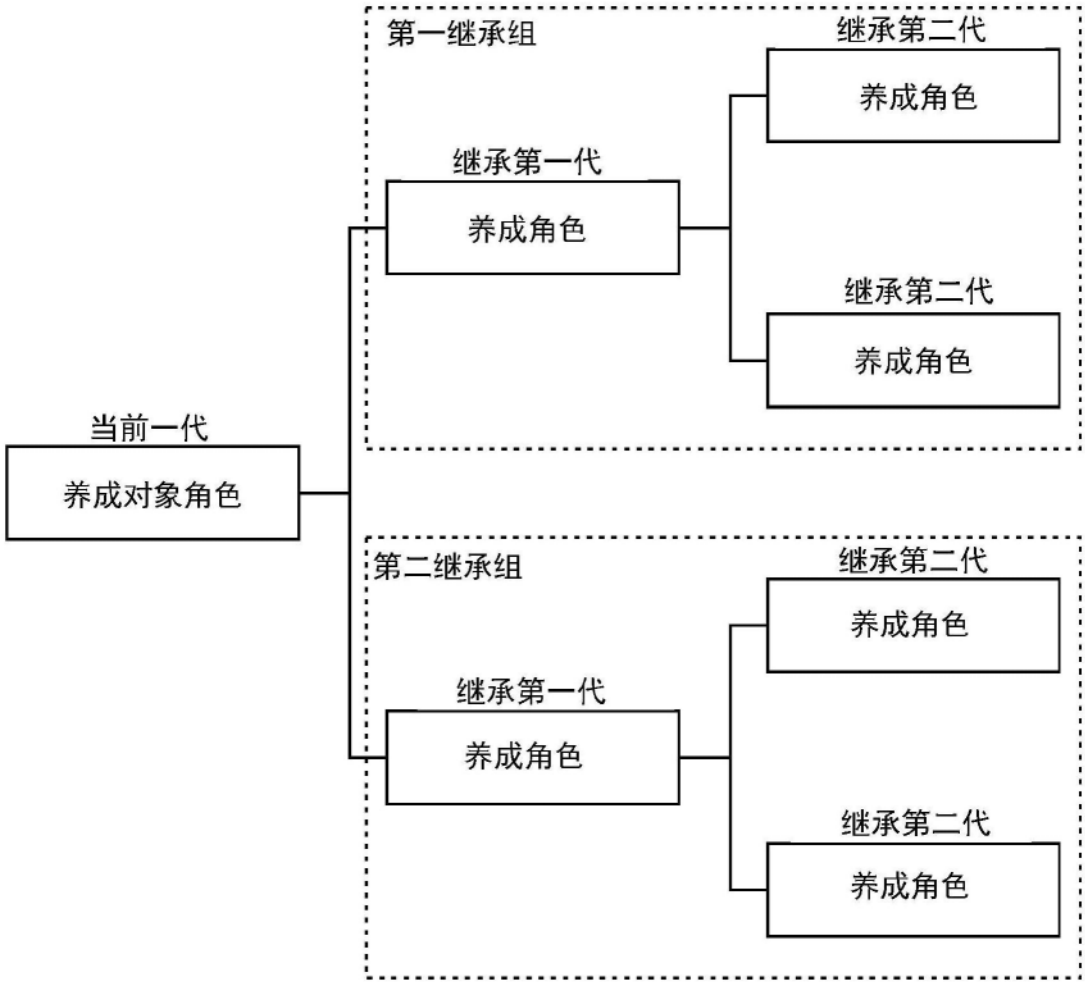 第一继承组
继承第二代
养成角色
继承第一代
养成角色
继承第二代
养成角色
当前一代
养成对象角色
第二继承组
继承第二代
养成角色
继承第一代
养成角色
继承第二代
养成角色